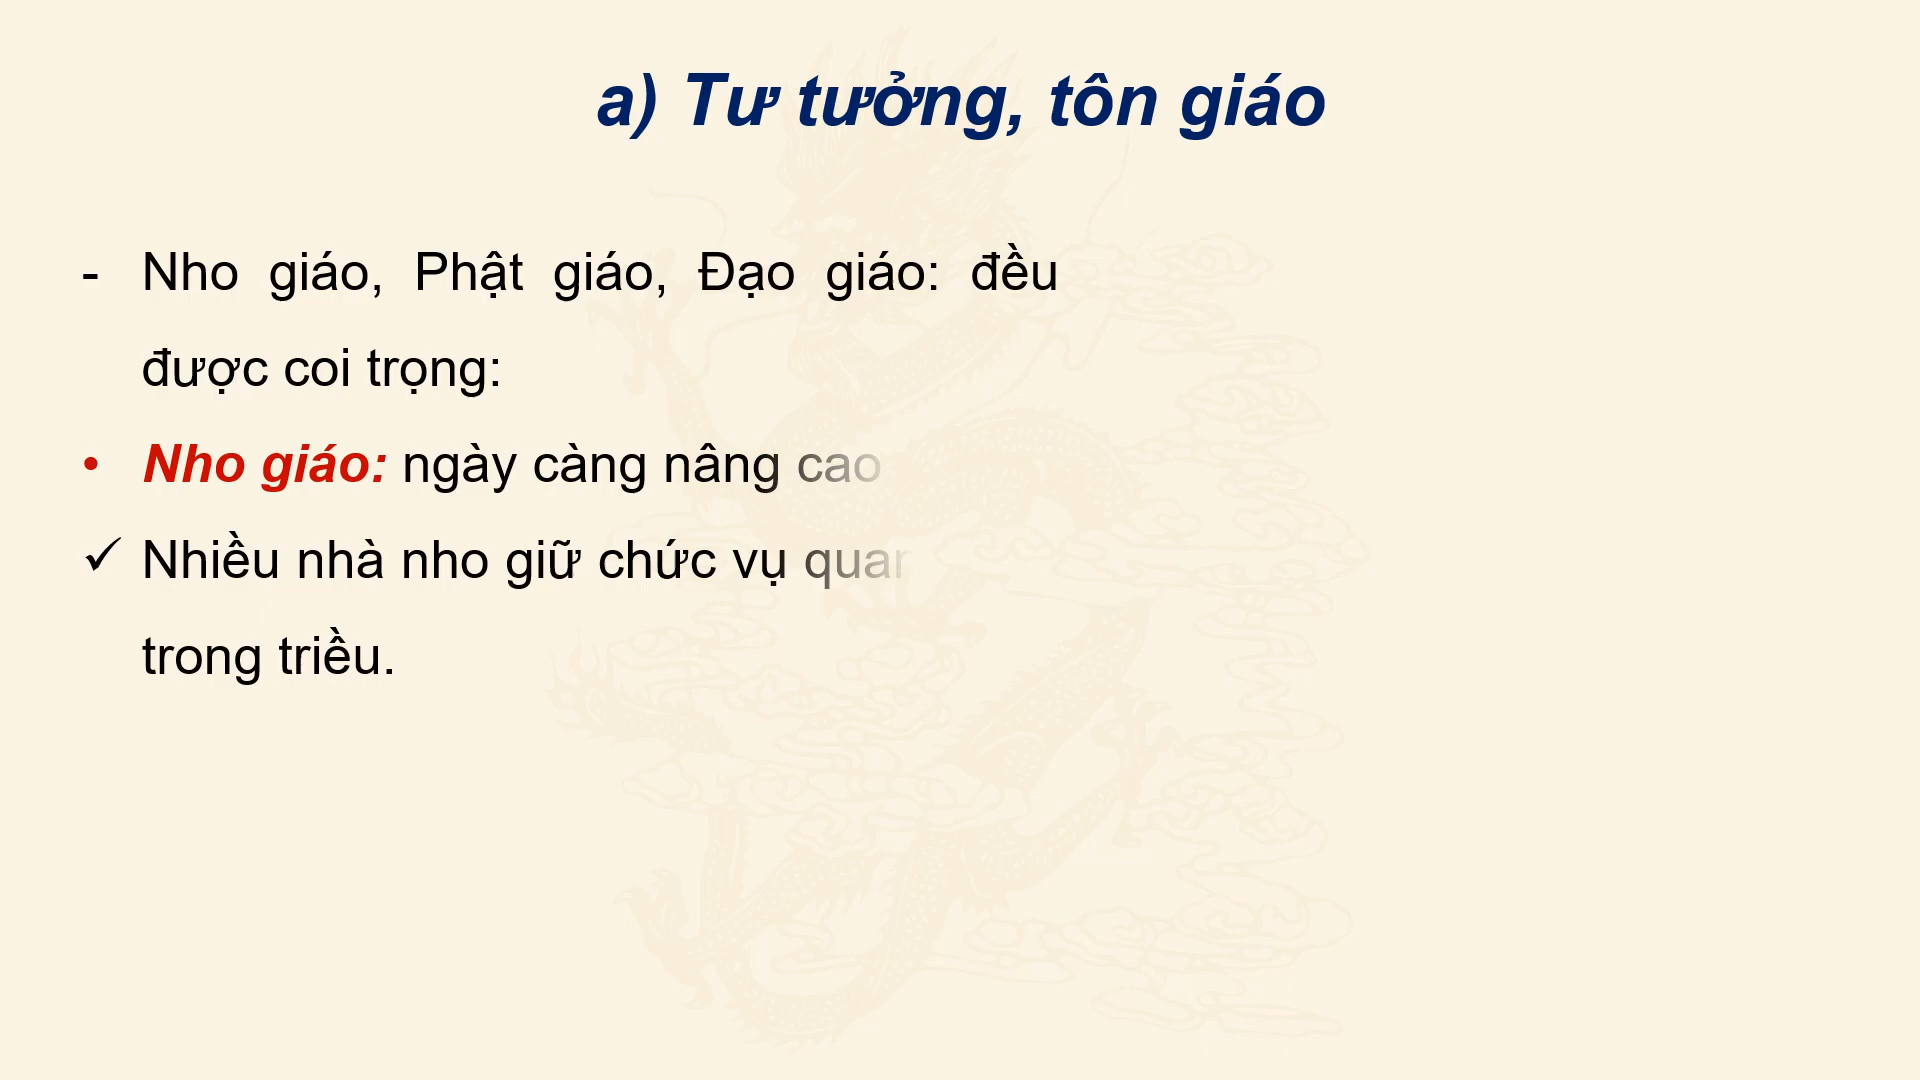 a) Tư tưởng, tôn giáo
- Nho giáo, Phật giáo, Đạo giáo: đều
được coi trọng:
• Nho giáo: ngày càng nâng cao
✓ Nhiều nhà nho giữ chức vụ
trong triều.